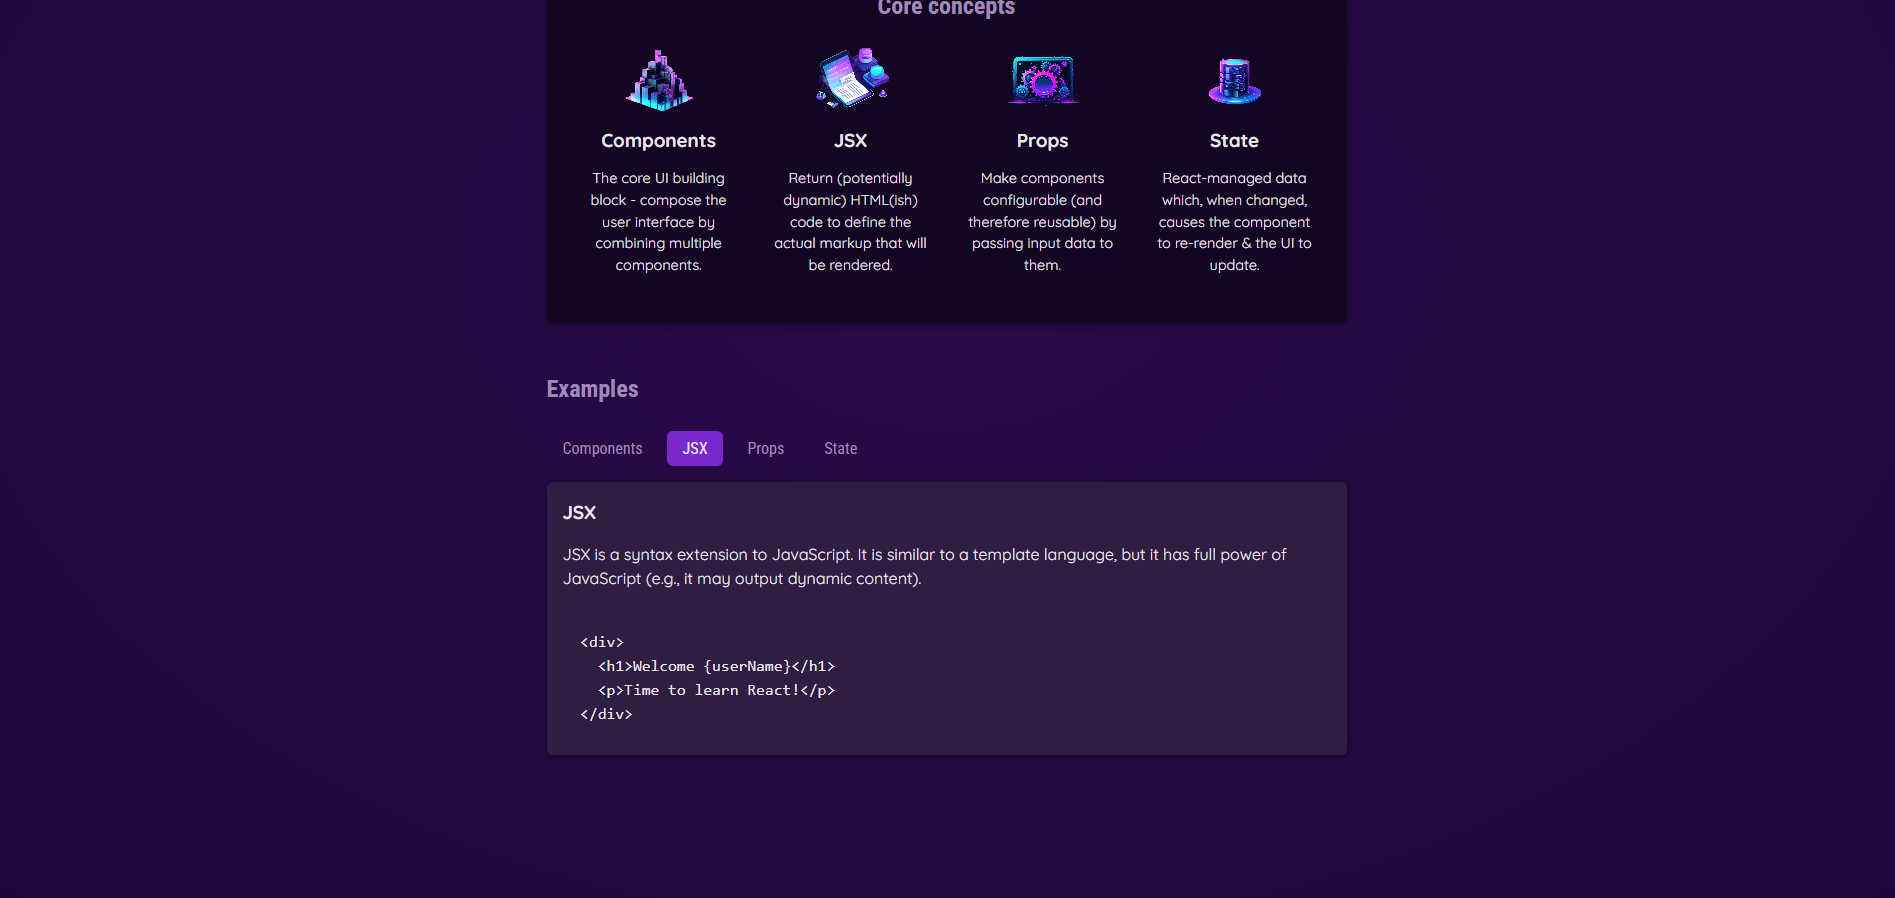 Core concepts
Components
The core UI building
block - compose the
user interface by
combining multiple
components.
JSX
Return (potentially
dynamic) HTML(ish)
code to define the
actual markup that will
be rendered.
Props
Make components
configurable (and
therefore reusable) by
passing input data to
them.
State
React-managed data
which, when changed,
causes the component
to re-render & the UI to
update.
Examples
Components JSX Props State
JSX
JSX is a syntax extension to JavaScript. It is similar to a template language, but it has full power of
JavaScript (e.g., it may output dynamic content).
<div>
  <h1>Welcome {userName}</h1>
  <p>Time to learn React!</p>
</div>